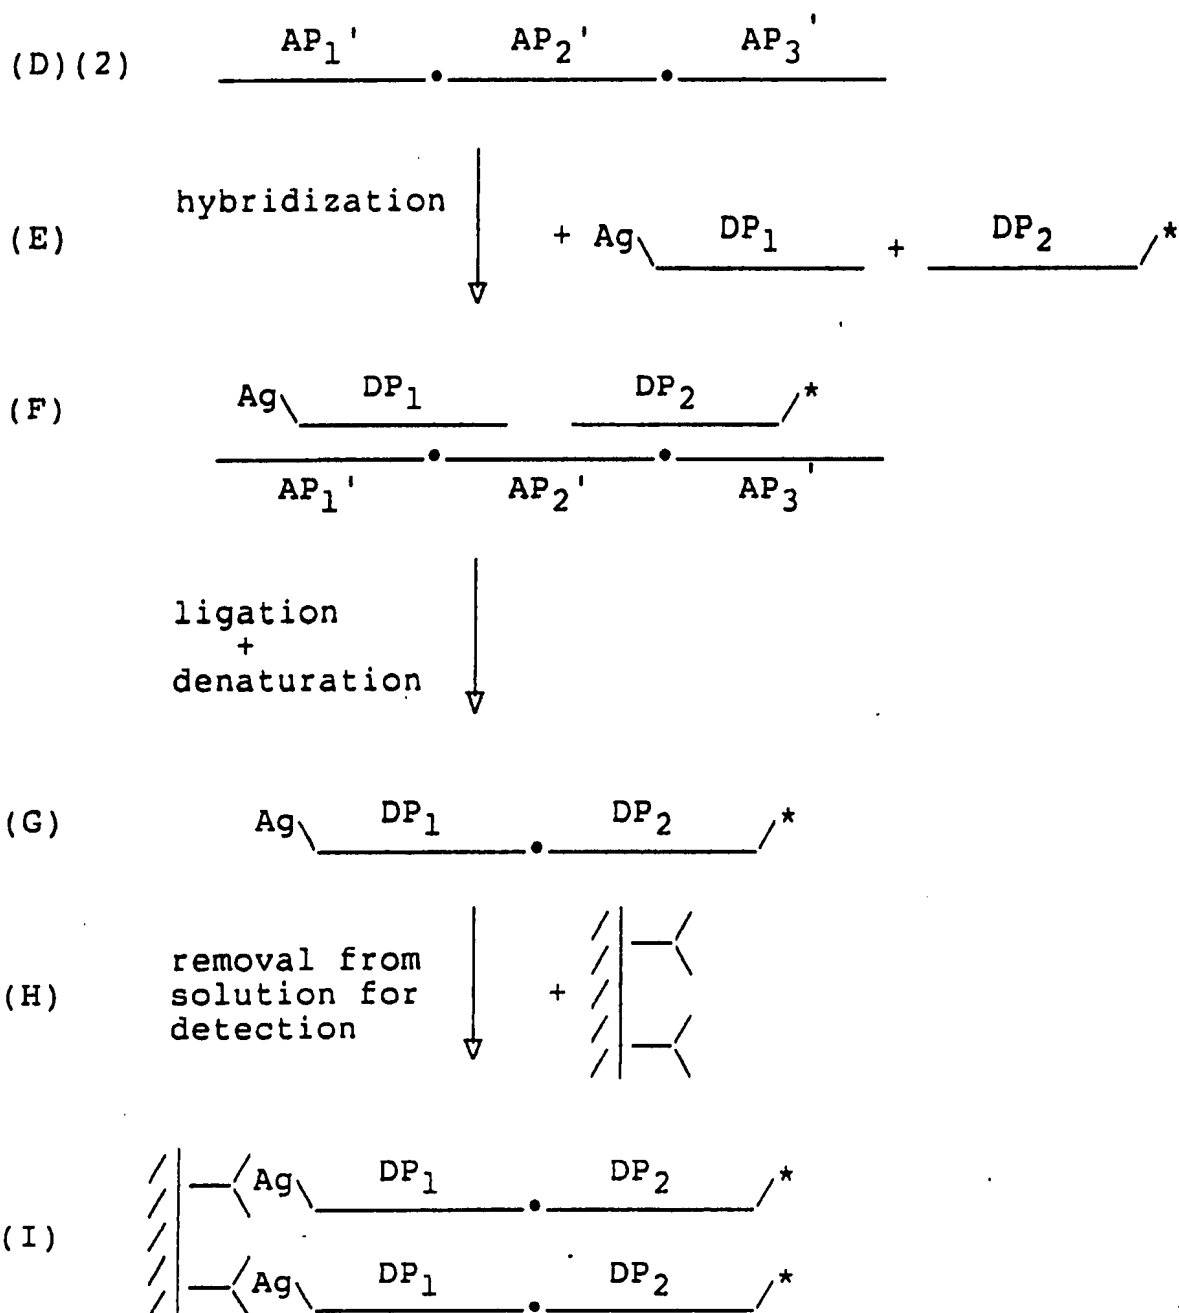 (D)(2) AP₁' AP₂' AP₃'
hybridization
(E) + Ag DP₁ + DP₂ *
(F) Ag DP₁ DP₂ *
AP₁' AP₂' AP₃'
ligation
+
denaturation
(G) Ag DP₁ DP₂ *
removal from
(H) solution for +
detection
Ag DP₁ DP₂ *
(I)
Ag DP₁ DP₂ *